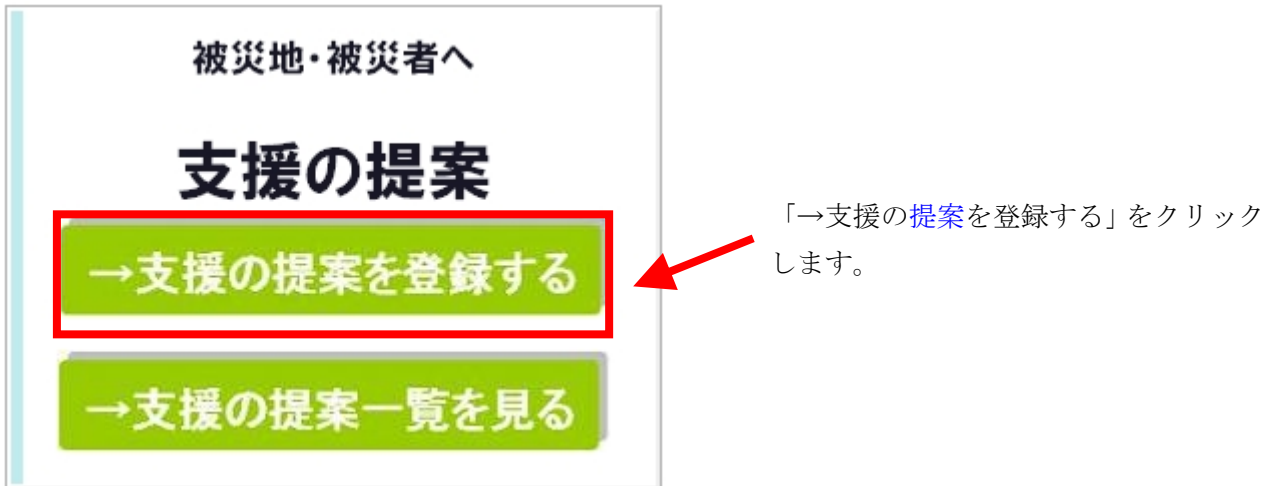 被災地・被災者へ
支援の提案
→支援の提案を登録する
→支援の提案一覧を見る
「→支援の提案を登録する」をクリック
します。